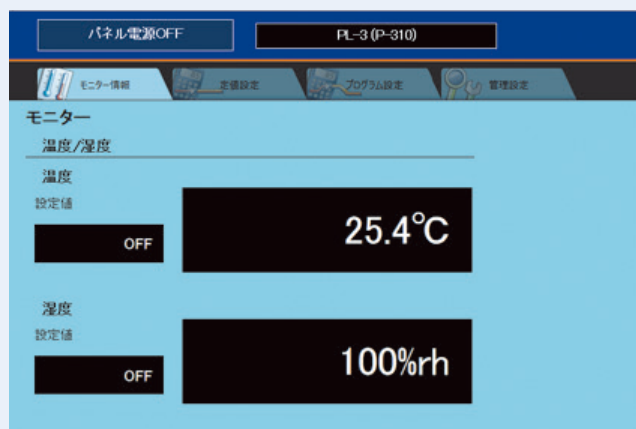 パネル電源OFF
PL-3(P-310)
モニター情報
定値設定
プログラム設定
管理設定
モニター
温度/湿度
温度
設定値
OFF
25.4℃
湿度
設定値
OFF
100%rh